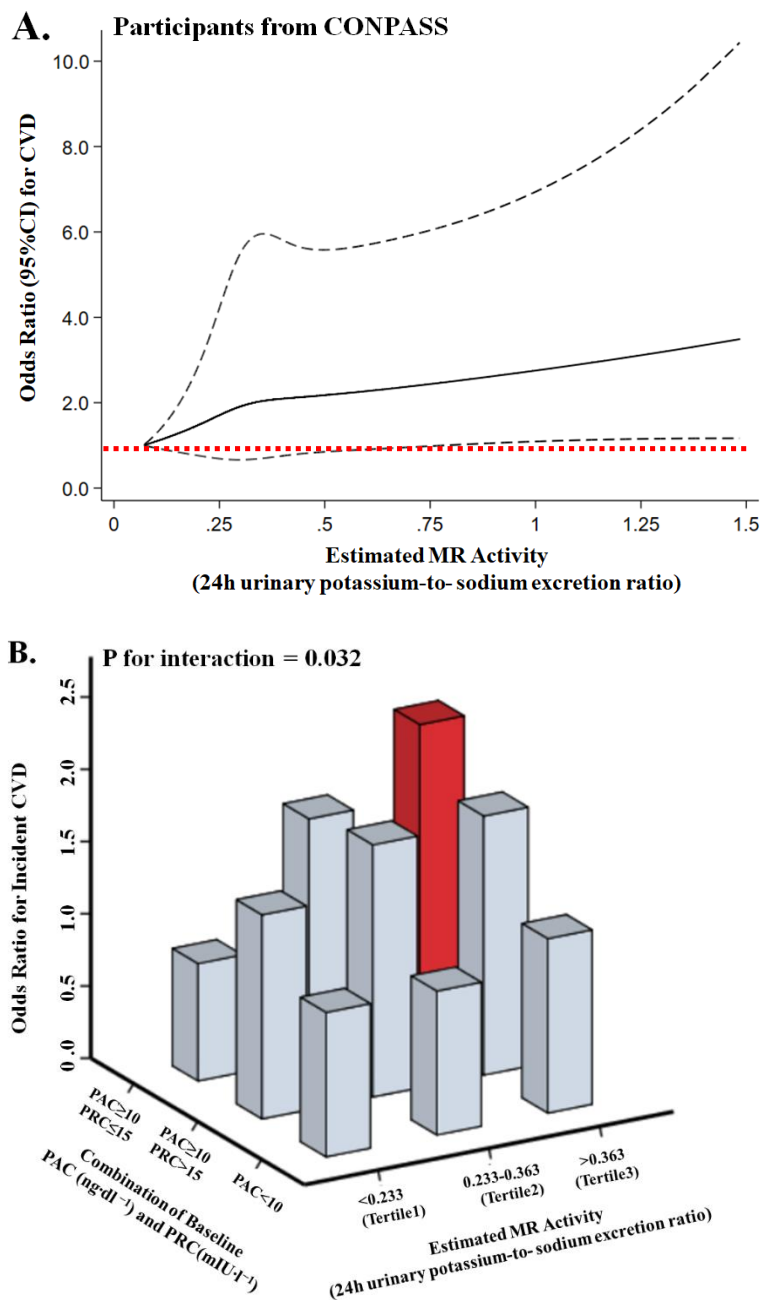 A.
Participants from CONPASS
Odds Ratio (95%CI) for CVD
10.0
8.0
6.0
4.0
2.0
0.0
0 .25 .5 .75 1 1.25 1.5
Estimated MR Activity
(24h urinary potassium-to- sodium excretion ratio)
B.
P for interaction = 0.032
Odds Ratio for Incident CVD
2.5
2.0
1.5
1.0
0.5
0.0
PAC≥10
PRC≤15
PAC≥10
PRC>15
PAC<10
Combination of Baseline
PAC (ng·dl⁻¹) and PRC(mIU·l⁻¹)
<0.233
(Tertile1)
0.233-0.363
(Tertile2)
>0.363
(Tertile3)
Estimated MR Activity
(24h urinary potassium-to- sodium excretion ratio)